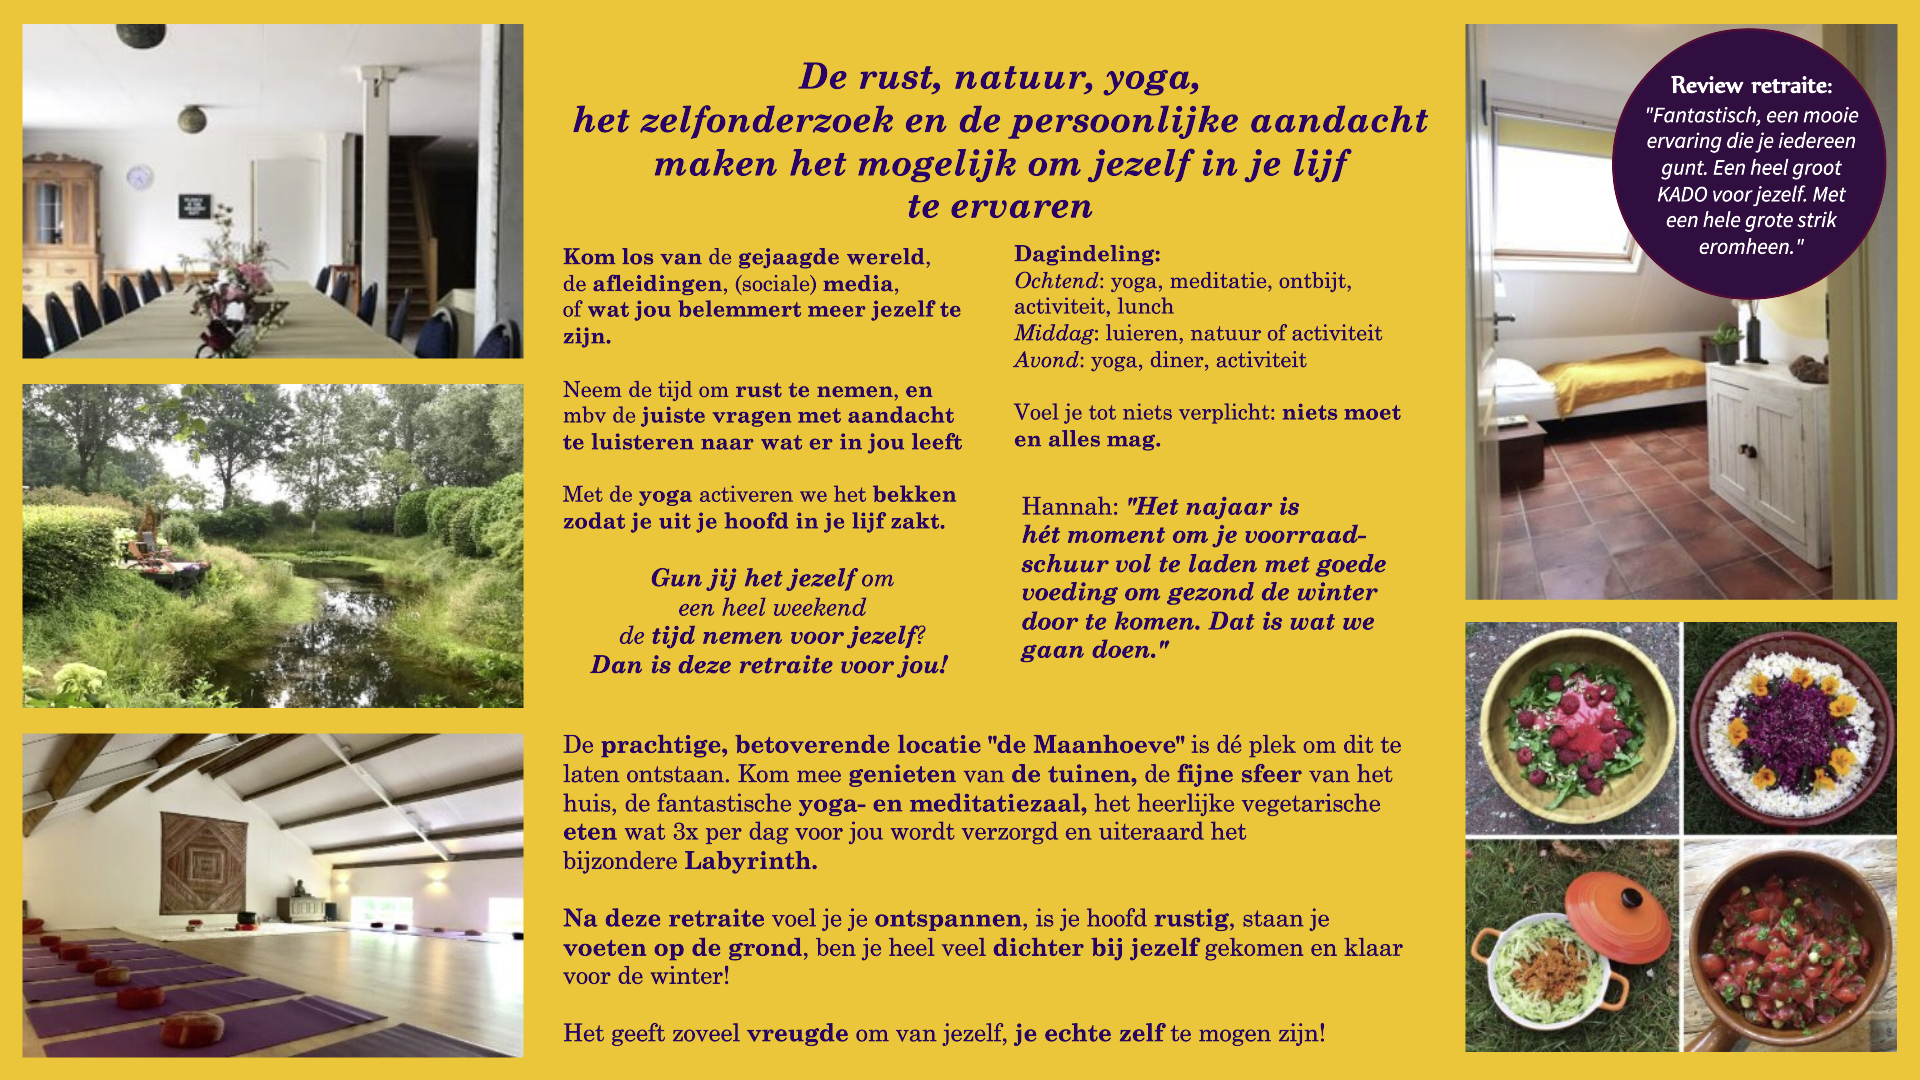 De rust, natuur, yoga,
het zelfonderzoek en de persoonlijke aandacht
maken het mogelijk om jezelf in je lijf
te ervaren
Kom los van de gejaagde wereld,
de afleidingen, (sociale) media,
of wat jou belemmert meer jezelf te
zijn.
Neem de tijd om rust te nemen, en
mbv de juiste vragen met aandacht
te luisteren naar wat er in jou leeft
Met de yoga activeren we het bekken
zodat je uit je hoofd in je lijf zakt.
Gun jij het jezelf om
een heel weekend
de tijd nemen voor jezelf?
Dan is deze retraite voor jou!
Dagindeling:
Ochtend: yoga, meditatie, ontbijt,
activiteit, lunch
Middag: luieren, natuur of activiteit
Avond: yoga, diner, activiteit
Voel je tot niets verplicht: niets moet
en alles mag.
Hannah: "Het najaar is
hét moment om je voorraad-
schuur vol te laden met goede
voeding om gezond de winter
door te komen. Dat is wat we
gaan doen."
De prachtige, betoverende locatie "de Maanhoeve" is dé plek om dit te
laten ontstaan. Kom mee genieten van de tuinen, de fijne sfeer van het
huis, de fantastische yoga- en meditatiezaal, het heerlijke vegetarische
eten wat 3x per dag voor jou wordt verzorgd en uiteraard het
bijzondere Labyrinth.
Na deze retraite voel je je ontspannen, is je hoofd rustig, staan je
voeten op de grond, ben je heel veel dichter bij jezelf gekomen en klaar
voor de winter!
Het geeft zoveel vreugde om van jezelf, je echte zelf te mogen zijn!
Review retraite:
"Fantastisch, een mooie
ervaring die je iedereen
gunt. Een heel groot
KADO voor jezelf. Met
een hele grote strik
eromheen."